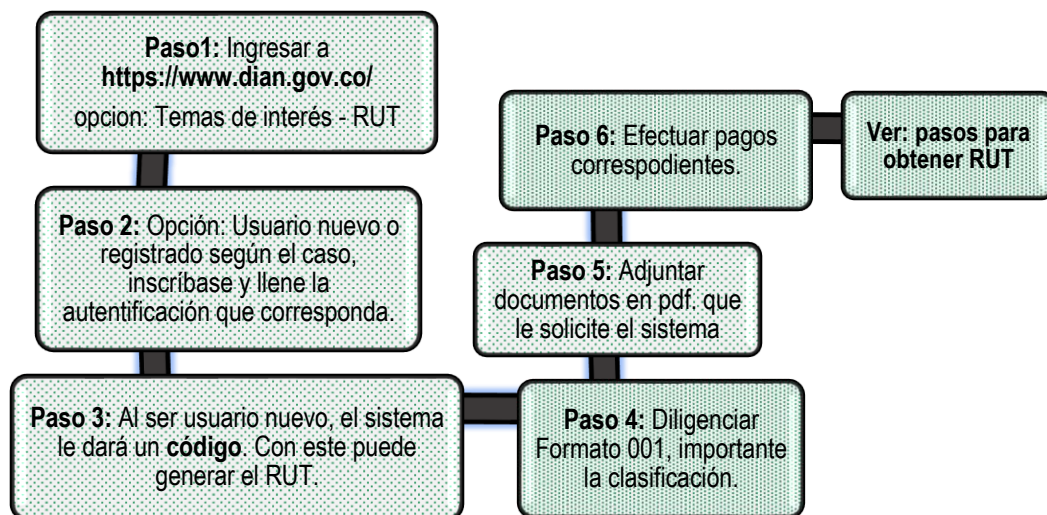 Paso1: Ingresar a
https://www.dian.gov.co/
opcion: Temas de interés - RUT
Paso 2: Opción: Usuario nuevo o
registrado según el caso,
inscríbase y llene la
autentificación que corresponda.
Paso 3: Al ser usuario nuevo, el sistema
le dará un código. Con este puede
generar el RUT.
Paso 4: Diligenciar
Formato 001, importante
la clasificación.
Paso 5: Adjuntar
documentos en pdf. que
le solicite el sistema
Paso 6: Efectuar pagos
correspodientes.
Ver: pasos para
obtener RUT